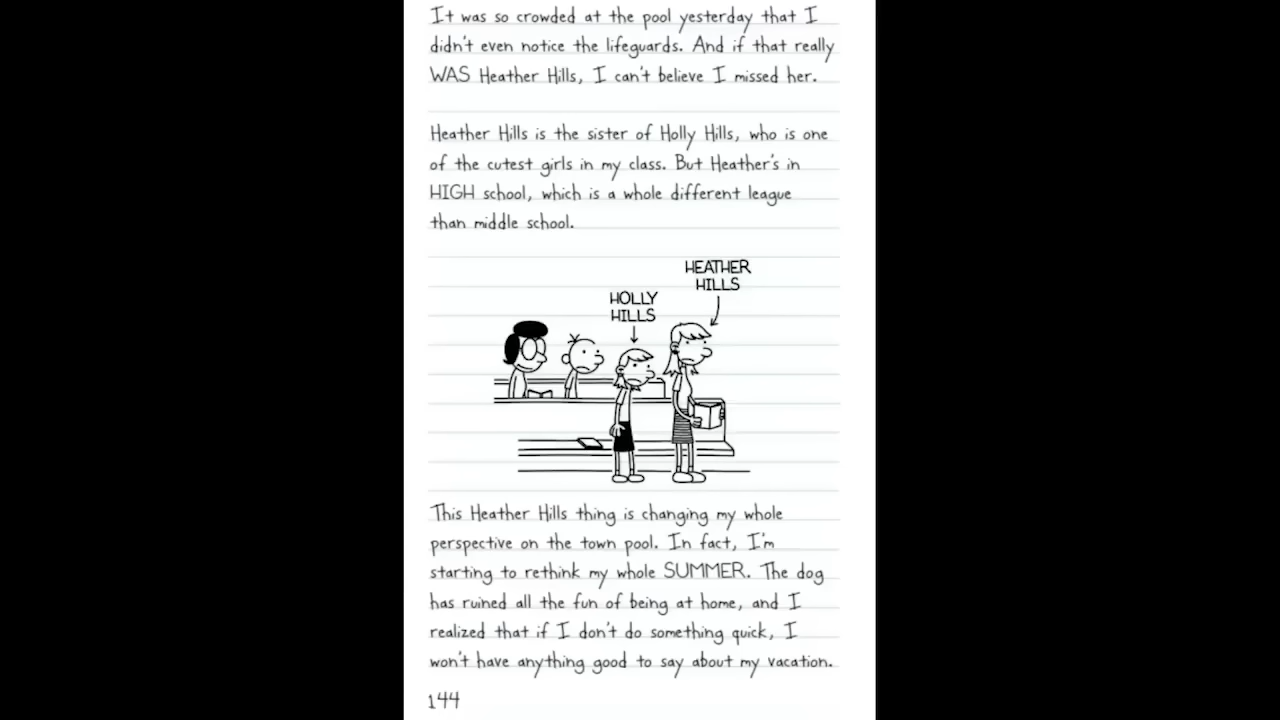 It was so crowded at the pool yesterday that I
didn't even notice the lifeguards. And if that really
WAS Heather Hills, I can't believe I missed her.
Heather Hills is the sister of Holly Hills, who is one
of the cutest girls in my class. But Heather's in
HIGH school, which is a whole different league
than middle school.
HEATHER
HILLS
HOLLY
HILLS
This Heather Hills thing is changing my whole
perspective on the town pool. In fact, I'm
starting to rethink my whole SUMMER. The dog
has ruined all the fun of being at home, and I
realized that if I don't do something quick, I
won't have anything good to say about my vacation.
144